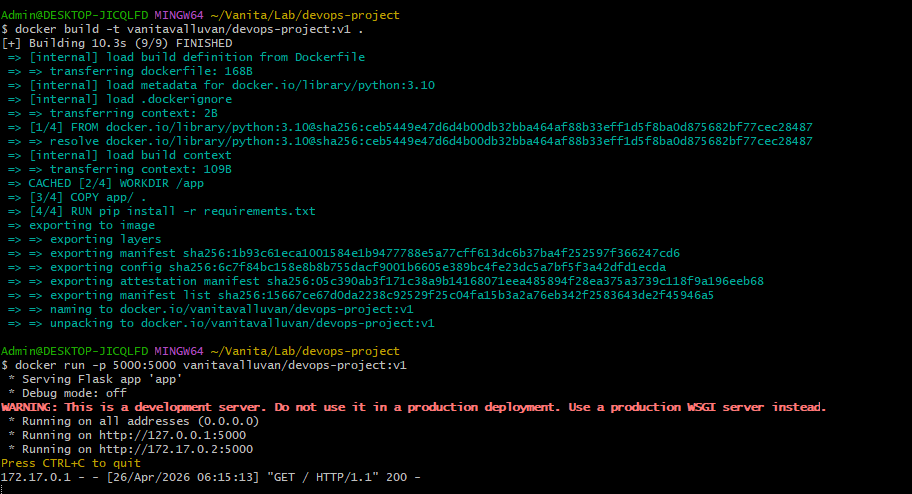 Admin@DESKTOP-JICQLFD MINGW64 ~/Vanita/Lab/devops-project
$ docker build -t vanitavalluvan/devops-project:v1 .
[+] Building 10.3s (9/9) FINISHED
=> [internal] load build definition from Dockerfile
=> => transferring dockerfile: 168B
=> [internal] load metadata for docker.io/library/python:3.10
=> [internal] load .dockerignore
=> => transferring context: 2B
=> [1/4] FROM docker.io/library/python:3.10@sha256:ceb5449e47d6d4b00db32bba464af88b33eff1d5f8ba0d875682bf77cec28487
=> => resolve docker.io/library/python:3.10@sha256:ceb5449e47d6d4b00db32bba464af88b33eff1d5f8ba0d875682bf77cec28487
=> [internal] load build context
=> => transferring context: 109B
=> CACHED [2/4] WORKDIR /app
=> [3/4] COPY app/ .
=> [4/4] RUN pip install -r requirements.txt
=> exporting to image
=> => exporting layers
=> => exporting manifest sha256:1b93c61eca1001584e1b9477788e5a77cff613dc6b37ba4f252597f366247cd6
=> => exporting config sha256:6c7f84bc158e8b8b755dacf9001b6605e389bc4fe23dc5a7bf5f3a42dfd1ecda
=> => exporting attestation manifest sha256:05c390ab3f171c38a9b14168071eea485894f28ea375a3739c118f9a196eeb68
=> => exporting manifest list sha256:15667ce67d0da2238c92529f25c04fa15b3a2a76eb342f2583643de2f45946a5
=> => naming to docker.io/vanitavalluvan/devops-project:v1
=> => unpacking to docker.io/vanitavalluvan/devops-project:v1
Admin@DESKTOP-JICQLFD MINGW64 ~/Vanita/Lab/devops-project
$ docker run -p 5000:5000 vanitavalluvan/devops-project:v1
* Serving Flask app 'app'
* Debug mode: off
WARNING: This is a development server. Do not use it in a production deployment. Use a production WSGI server instead.
* Running on all addresses (0.0.0.0)
* Running on http://127.0.0.1:5000
* Running on http://172.17.0.2:5000
Press CTRL+C to quit
172.17.0.1 - - [26/Apr/2026 06:15:13] "GET / HTTP/1.1" 200 -